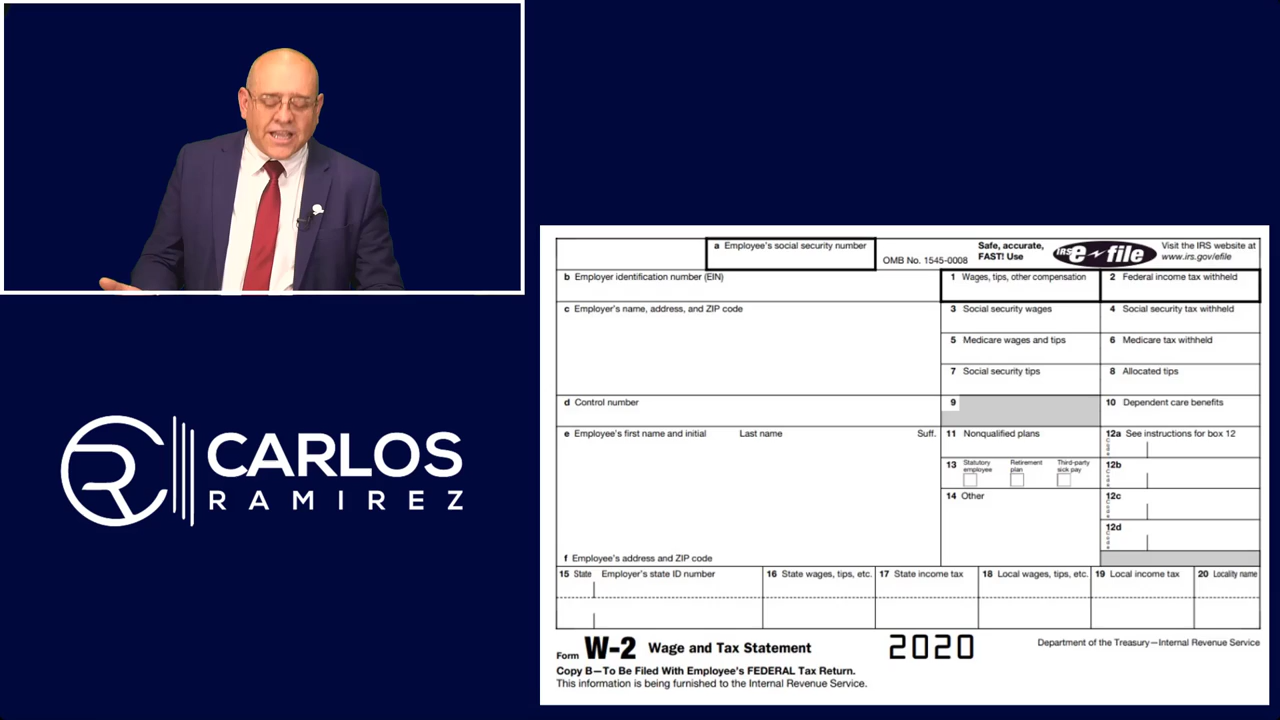 CARLOS
RAMIREZ
a Employee's social security number
OMB No. 1545-0008
Safe, accurate,
FAST! Use
IRS e-file
Visit the IRS website at
www.irs.gov/efile
b Employer identification number (EIN)
1 Wages, tips, other compensation
2 Federal income tax withheld
c Employer's name, address, and ZIP code
3 Social security wages
4 Social security tax withheld
5 Medicare wages and tips
6 Medicare tax withheld
7 Social security tips
8 Allocated tips
d Control number
9
10 Dependent care benefits
e Employee's first name and initial Last name Suff.
11 Nonqualified plans
12a See instructions for box 12
Code
13 Statutory employee Retirement plan Third-party sick pay
12b
Code
14 Other
12c
Code
12d
Code
f Employee's address and ZIP code
15 State Employer's state ID number
16 State wages, tips, etc.
17 State income tax
18 Local wages, tips, etc.
19 Local income tax
20 Locality name
Form W-2 Wage and Tax Statement
2020
Department of the Treasury—Internal Revenue Service
Copy B—To Be Filed With Employee's FEDERAL Tax Return.
This information is being furnished to the Internal Revenue Service.